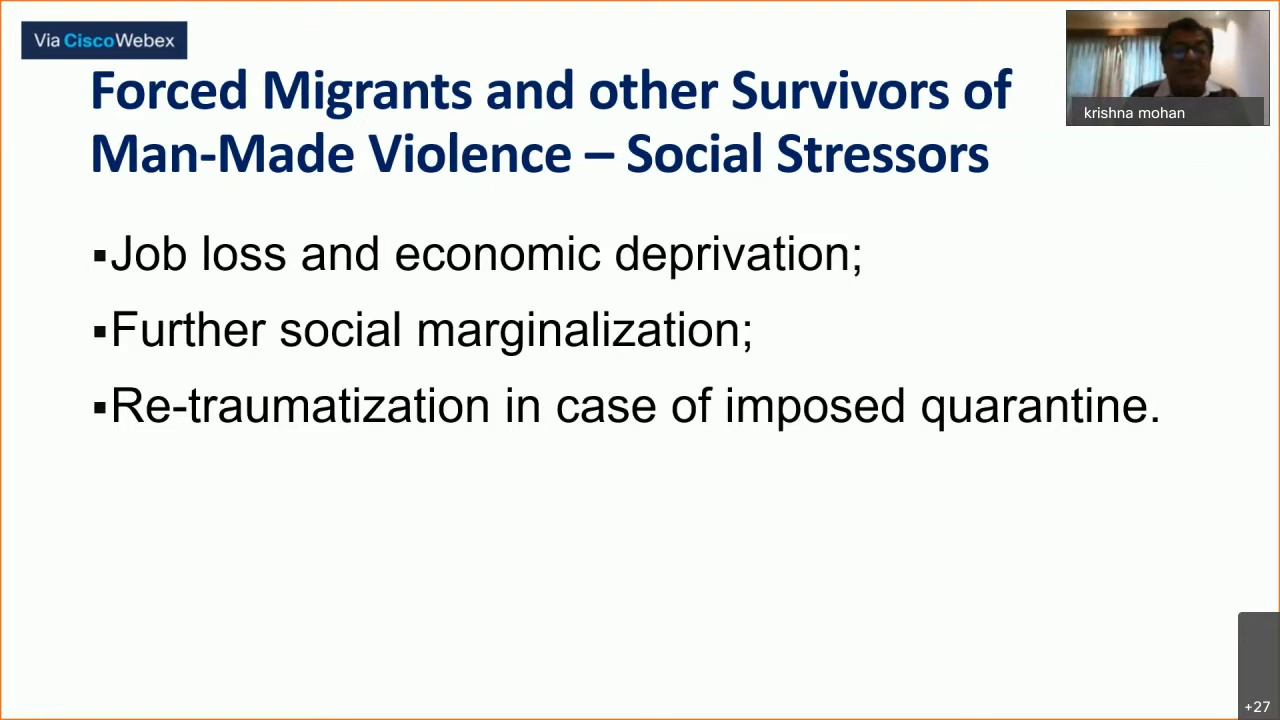 Via CiscoWebex
Forced Migrants and other Survivors of
Man-Made Violence – Social Stressors
krishna mohan
▪Job loss and economic deprivation;
▪Further social marginalization;
▪Re-traumatization in case of imposed quarantine.
+27